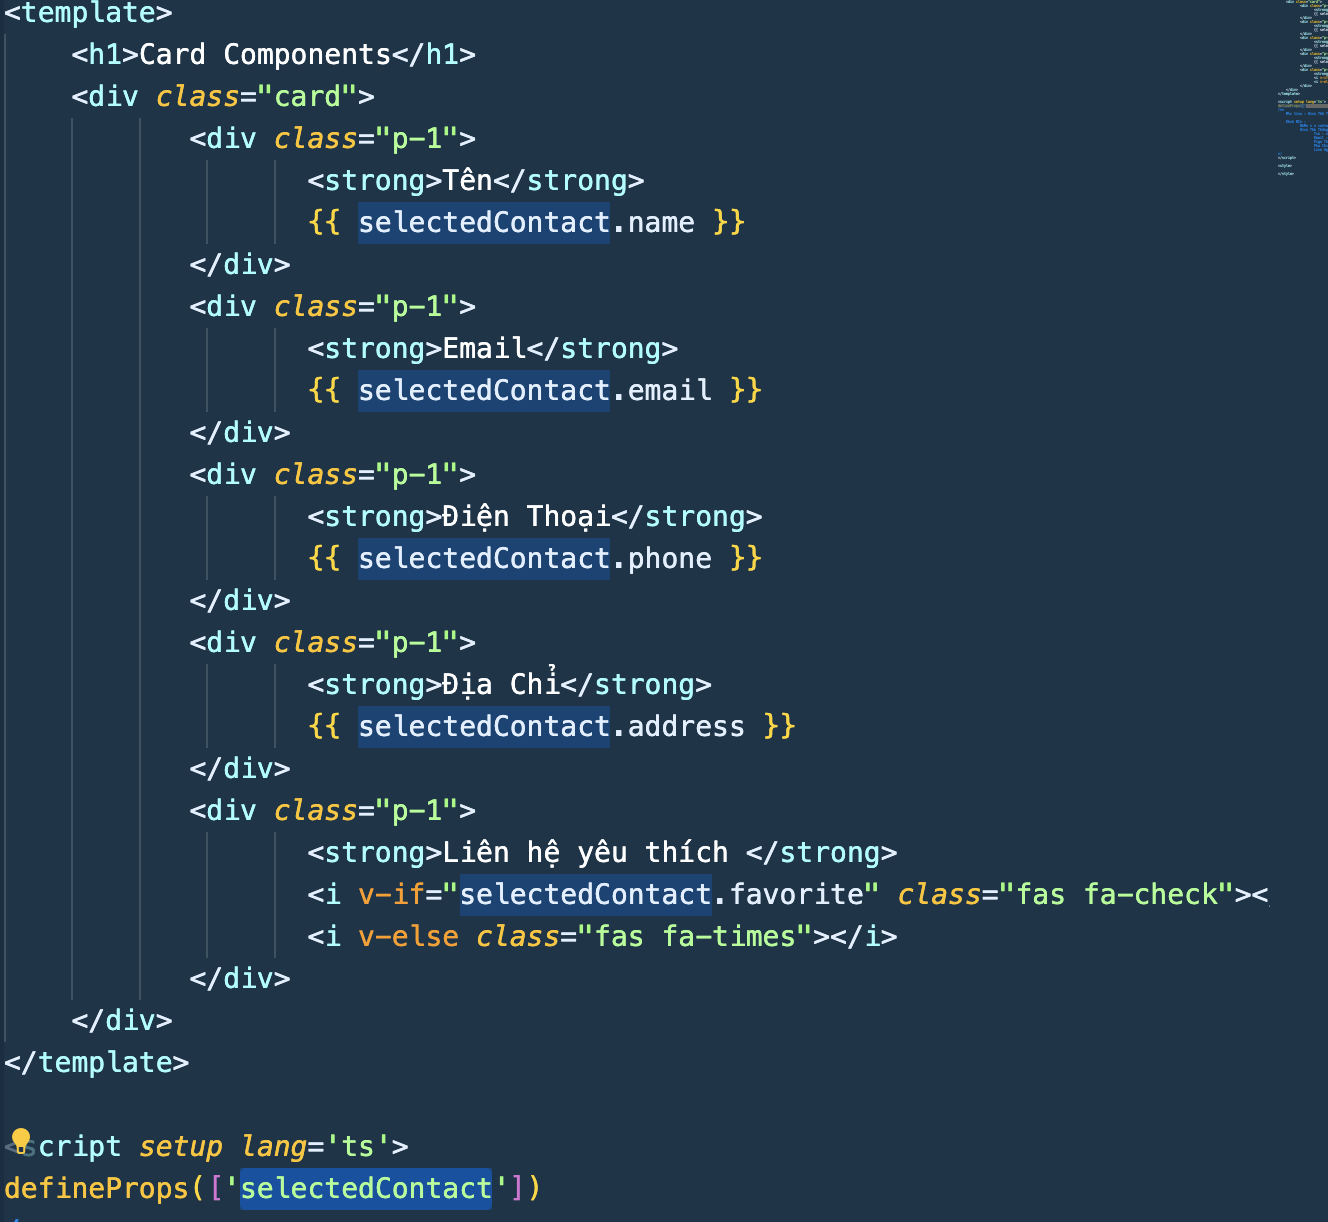 <template>
<h1>Card Components</h1>
<div class="card">
<div class="p-1">
<strong>Tên</strong>
{{ selectedContact.name }}
</div>
<div class="p-1">
<strong>Email</strong>
{{ selectedContact.email }}
</div>
<div class="p-1">
<strong>Điện Thoại</strong>
{{ selectedContact.phone }}
</div>
<div class="p-1">
<strong>Địa Chỉ</strong>
{{ selectedContact.address }}
</div>
<div class="p-1">
<strong>Liên hệ yêu thích </strong>
<i v-if="selectedContact.favorite" class="fas fa-check"><
<i v-else class="fas fa-times"></i>
</div>
</div>
</template>
<script setup lang='ts'>
defineProps(['selectedContact'])